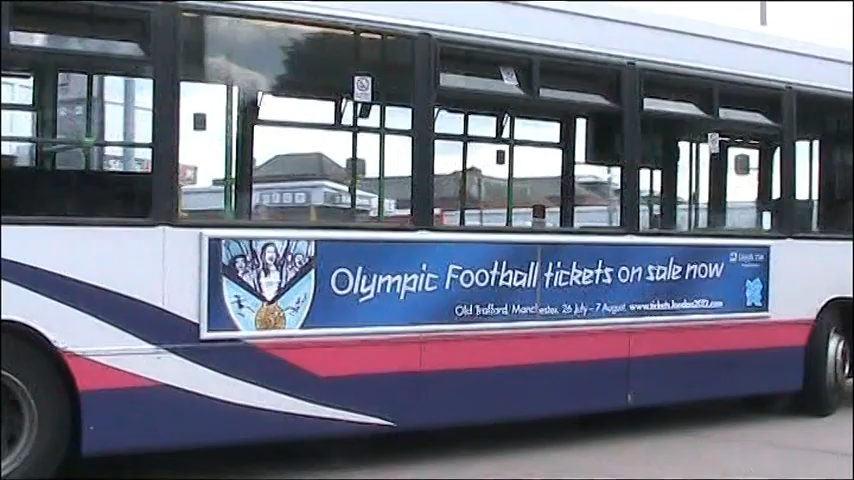 Olympic Football tickets on sale now
Old Trafford, Manchester. 26 July – 7 August. www.tickets.london2012.com